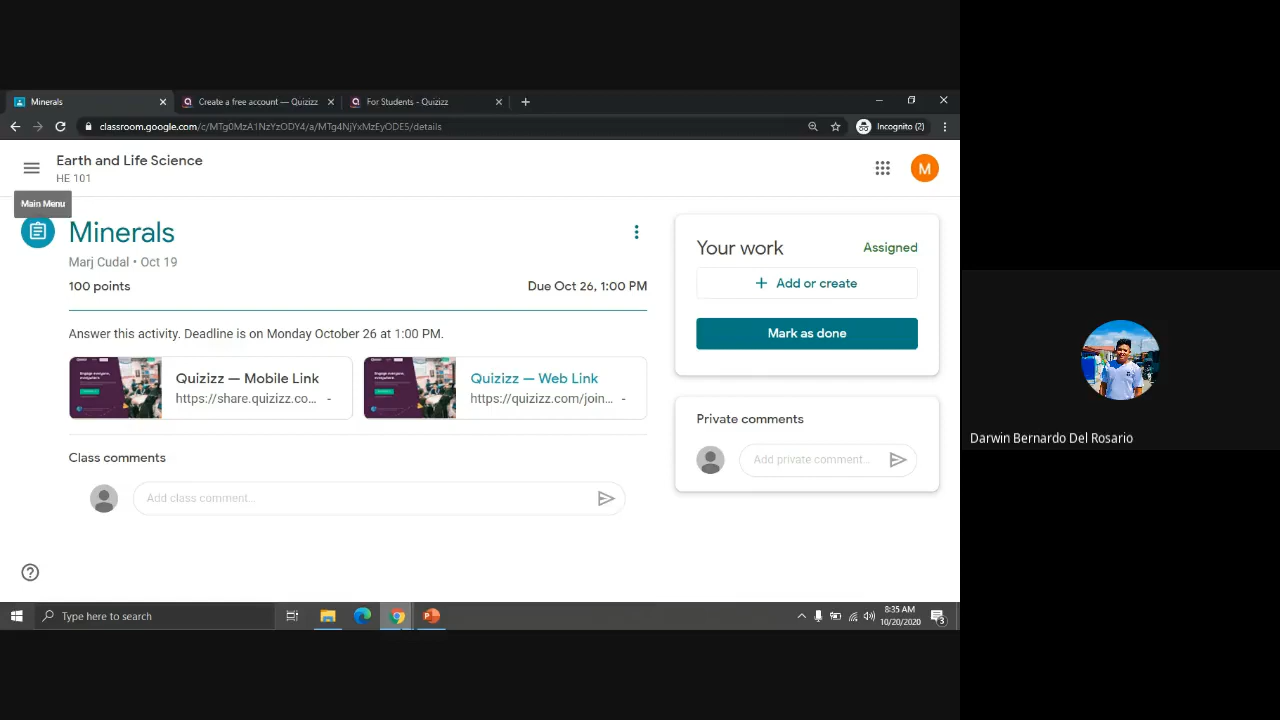 Minerals
Create a free account — Quizizz
For Students - Quizizz
classroom.google.com/c/MTg0MzA1NzYzODY4/a/MTg4NjYxMzEyODE5/details
Incognito (2)
Earth and Life Science
HE 101
M
Main Menu
Minerals
Marj Cudal • Oct 19
100 points
Due Oct 26, 1:00 PM
Answer this activity. Deadline is on Monday October 26 at 1:00 PM.
Quizizz — Mobile Link
https://share.quizizz.co... -
Quizizz — Web Link
https://quizizz.com/join... -
Class comments
Add class comment...
Your work
Assigned
+ Add or create
Mark as done
Private comments
Add private comment...
Darwin Bernardo Del Rosario
Type here to search
8:35 AM
10/20/2020
3